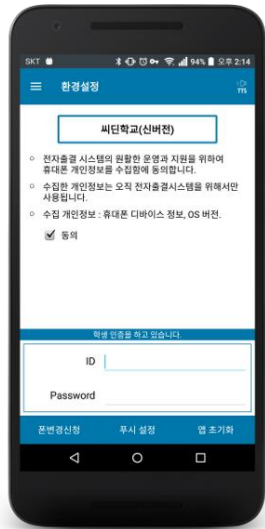 SKT 94% 오후 2:14
환경설정
TTS
씨딘학교(신버전)
전자출결 시스템의 원활한 운영과 지원을 위하여
휴대폰 개인정보를 수집함에 동의합니다.
수집한 개인정보는 오직 전자출결시스템을 위해서만
사용됩니다.
수집 개인정보 : 휴대폰 디바이스 정보, OS 버전.
동의
학생 인증을 하고 있습니다.
ID
Password
폰변경신청 푸시 설정 앱 초기화